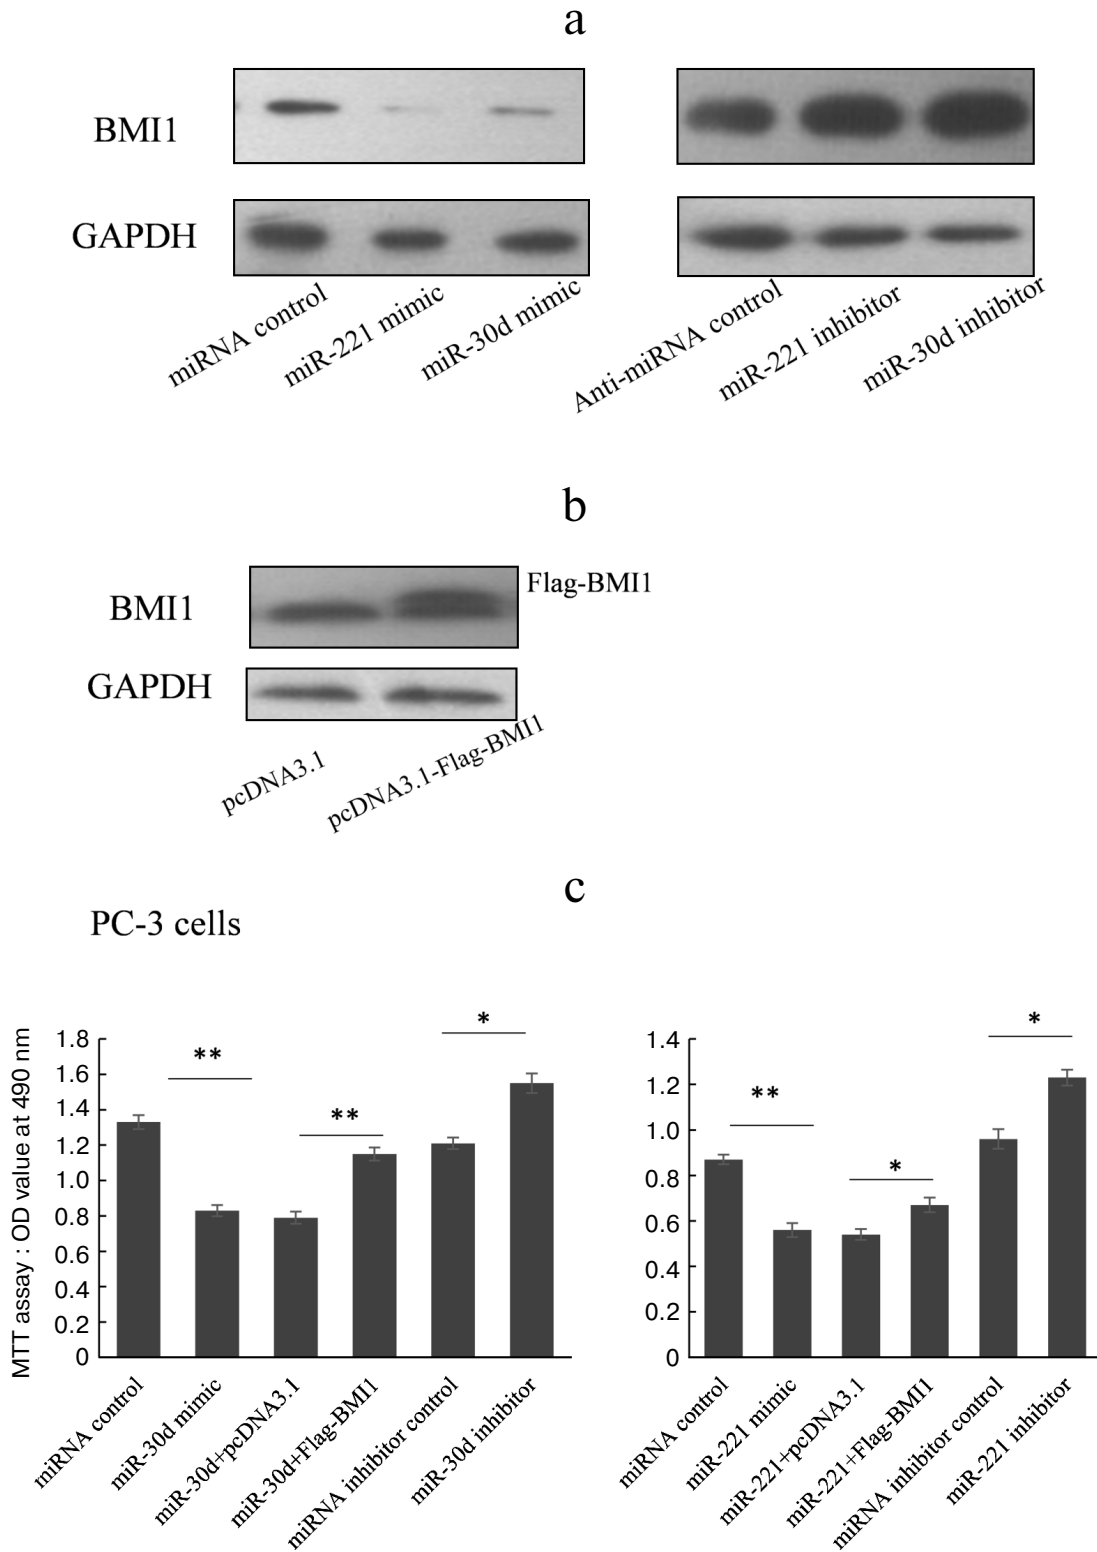 a
BMI1
GAPDH
miRNA control
miR-221 mimic
miR-30d mimic
Anti-miRNA control
miR-221 inhibitor
miR-30d inhibitor
b
BMI1
Flag-BMI1
GAPDH
pcDNA3.1
pcDNA3.1-Flag-BMI1
c
PC-3 cells
MTT assay : OD value at 490 nm
1.8
1.6
1.4
1.2
1.0
0.8
0.6
0.4
0.2
0
**
**
*
miRNA control
miR-30d mimic
miR-30d+pcDNA3.1
miR-30d+Flag-BMI1
miRNA inhibitor control
miR-30d inhibitor
1.4
1.2
1.0
0.8
0.6
0.4
0.2
0
**
*
*
miRNA control
miR-221 mimic
miR-221+pcDNA3.1
miR-221+Flag-BMI1
miRNA inhibitor control
miR-221 inhibitor